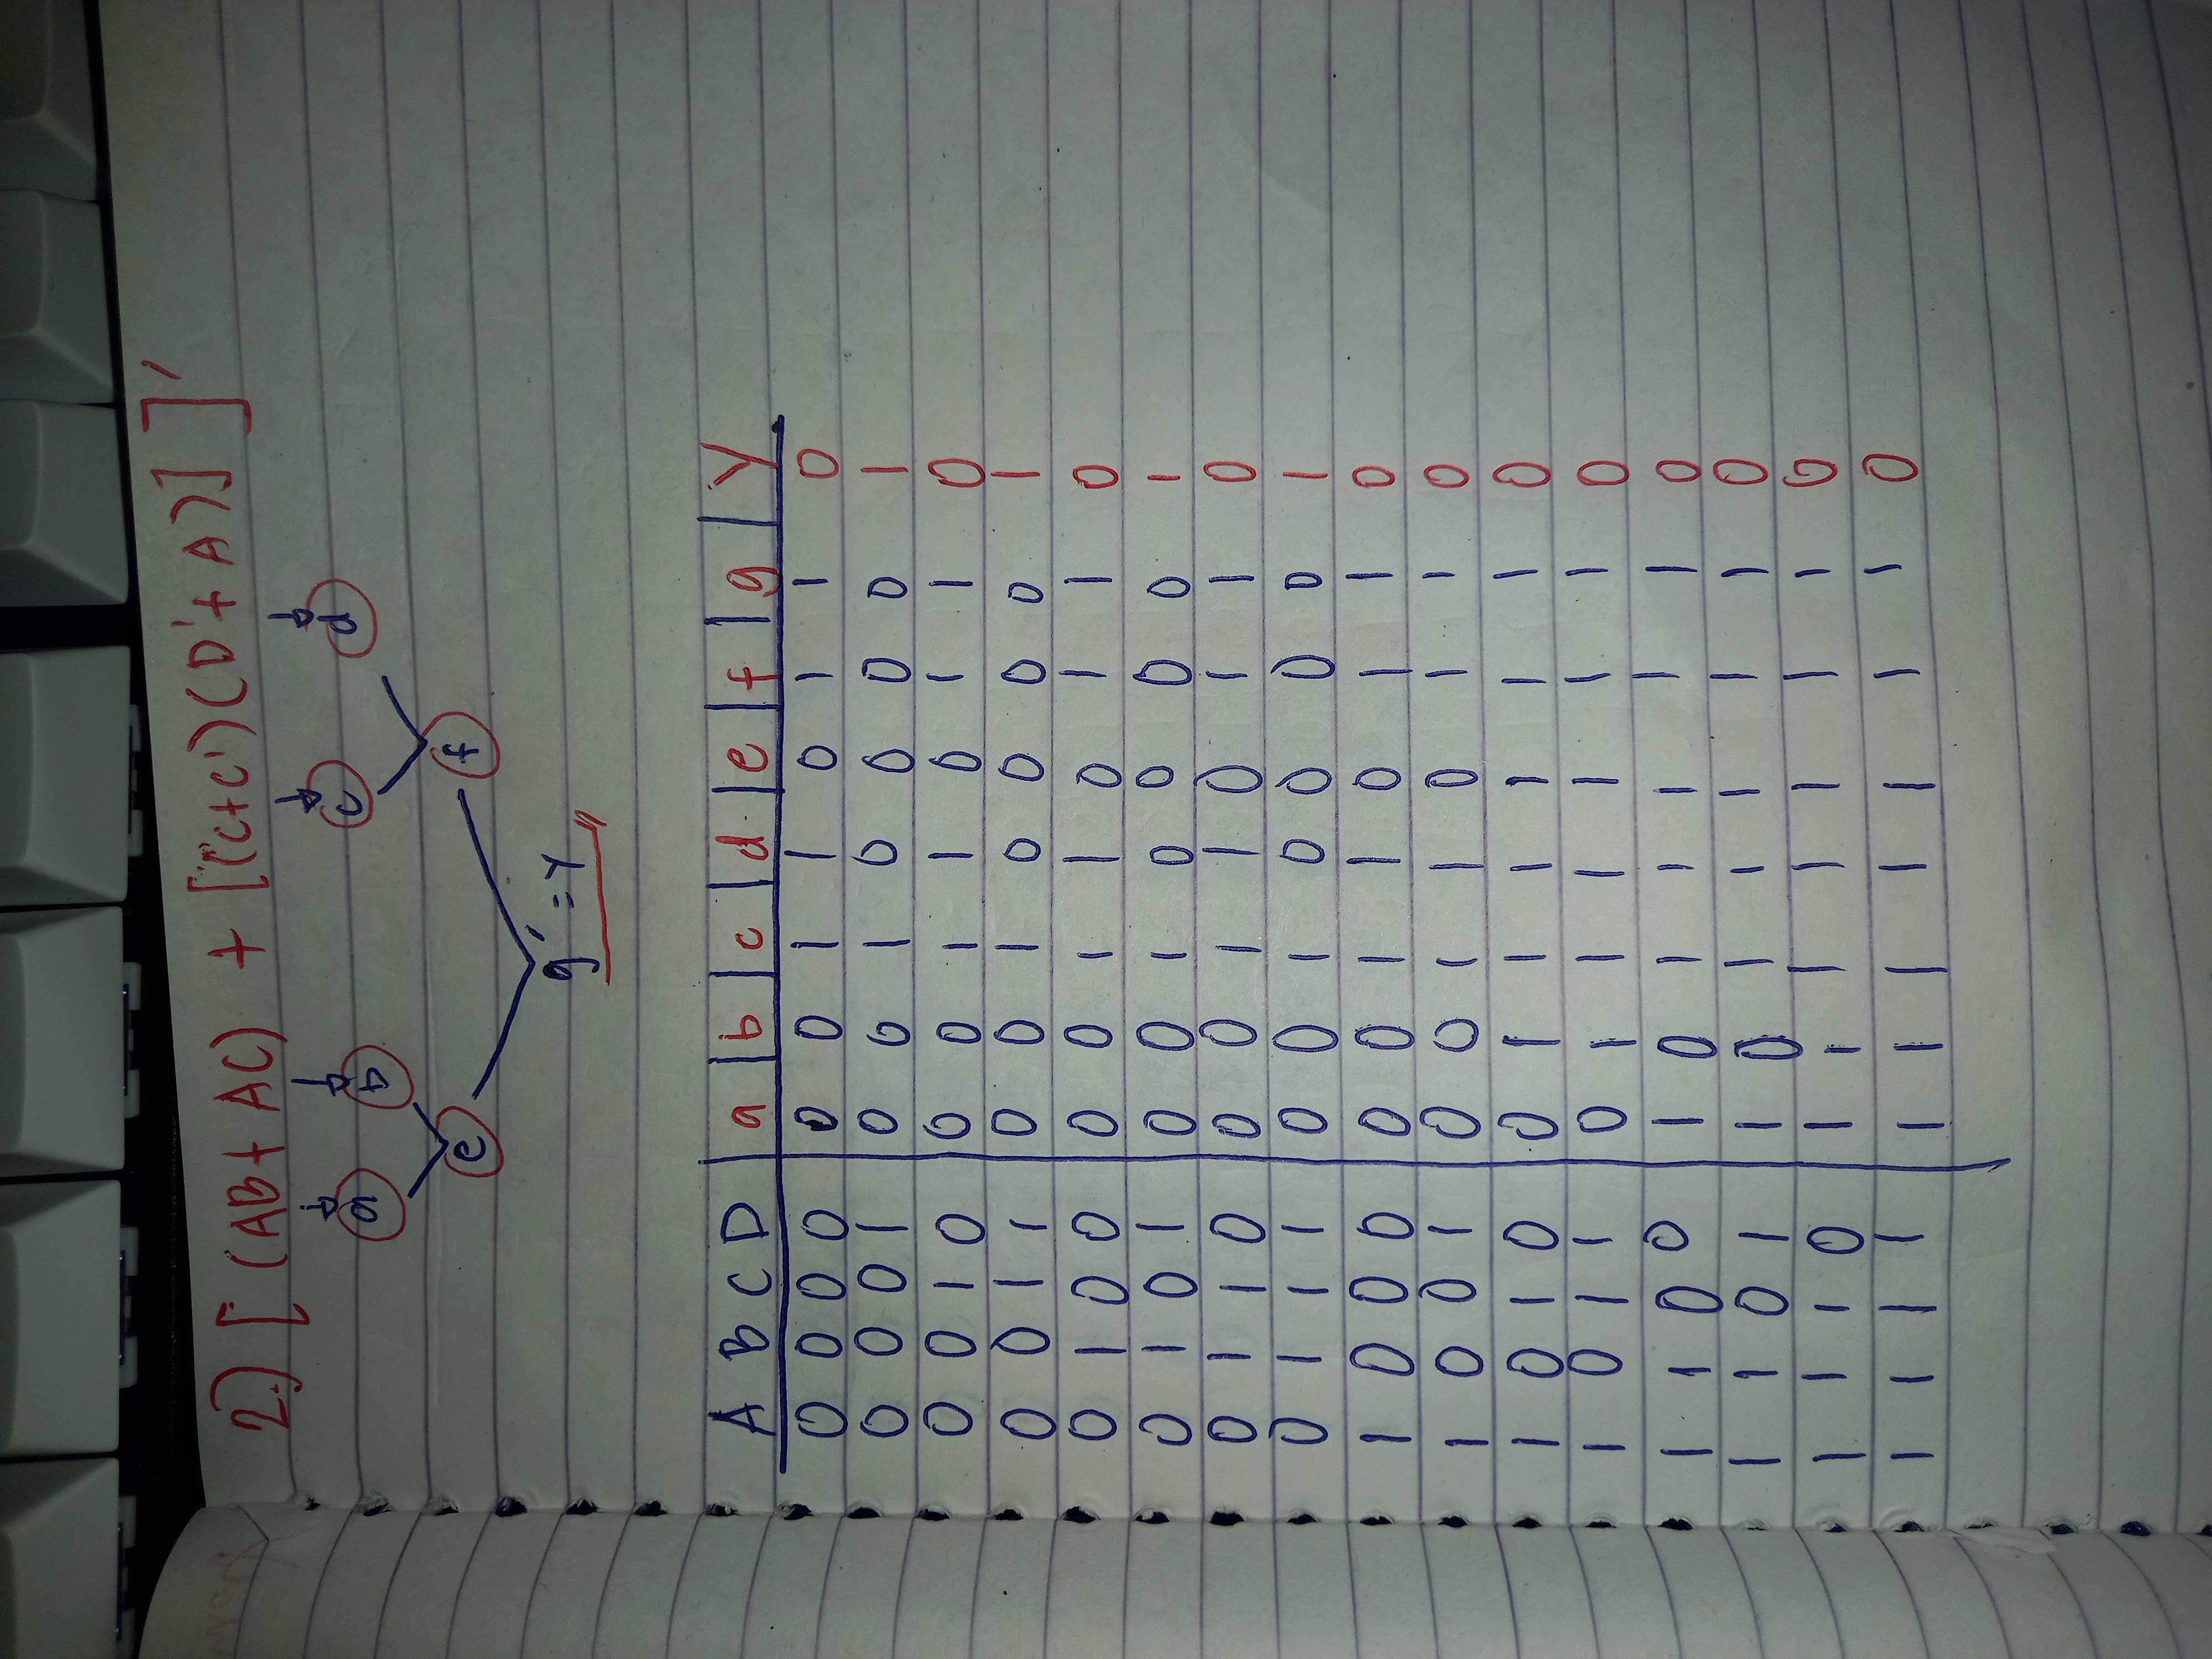 2.) [ (AB + AC) + [(C+C')(D'+A)] ]'
a b c d
e f
g' = Y
A B C D a b c d e f g Y
0 0 0 0 0 0 1 1 0 1 1 0
0 0 0 1 0 0 1 0 0 0 0 1
0 0 1 0 0 0 1 1 0 1 1 0
0 0 1 1 0 0 1 0 0 0 0 1
0 1 0 0 0 0 1 1 0 1 1 0
0 1 0 1 0 0 1 0 0 0 0 1
0 1 1 0 0 0 1 1 0 1 1 0
0 1 1 1 0 0 1 0 0 0 0 1
1 0 0 0 0 0 1 1 0 1 1 0
1 0 0 1 0 0 1 1 0 1 1 0
1 0 1 0 0 1 1 1 1 1 1 0
1 0 1 1 0 1 1 1 1 1 1 0
1 1 0 0 1 0 1 1 1 1 1 0
1 1 0 1 1 0 1 1 1 1 1 0
1 1 1 0 1 1 1 1 1 1 1 0
1 1 1 1 1 1 1 1 1 1 1 0